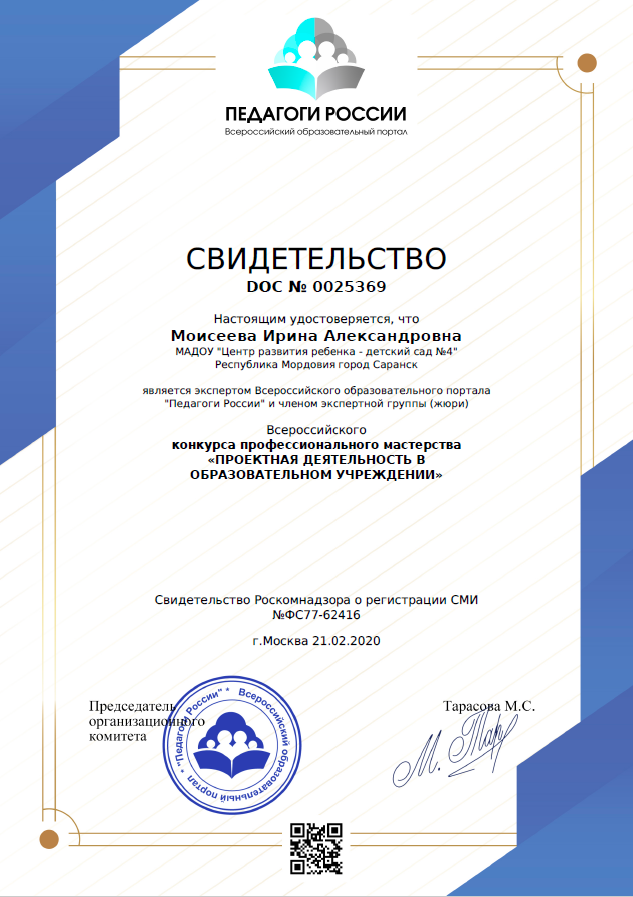 ПЕДАГОГИ РОССИИ
Всероссийский образовательный портал
СВИДЕТЕЛЬСТВО
DOC № 0025369
Настоящим удостоверяется, что
Моисеева Ирина Александровна
МАДОУ "Центр развития ребенка - детский сад №4"
Республика Мордовия город Саранск
является экспертом Всероссийского образовательного портала
"Педагоги России" и членом экспертной группы (жюри)
Всероссийского
конкурса профессионального мастерства
«ПРОЕКТНАЯ ДЕЯТЕЛЬНОСТЬ В
ОБРАЗОВАТЕЛЬНОМ УЧРЕЖДЕНИИ»
Свидетельство Роскомнадзора о регистрации СМИ
№ФС77-62416
г.Москва 21.02.2020
Председатель
организационного
комитета
Тарасова М.С.
* "Педагоги России" * Всероссийский образовательный портал
М. Тар